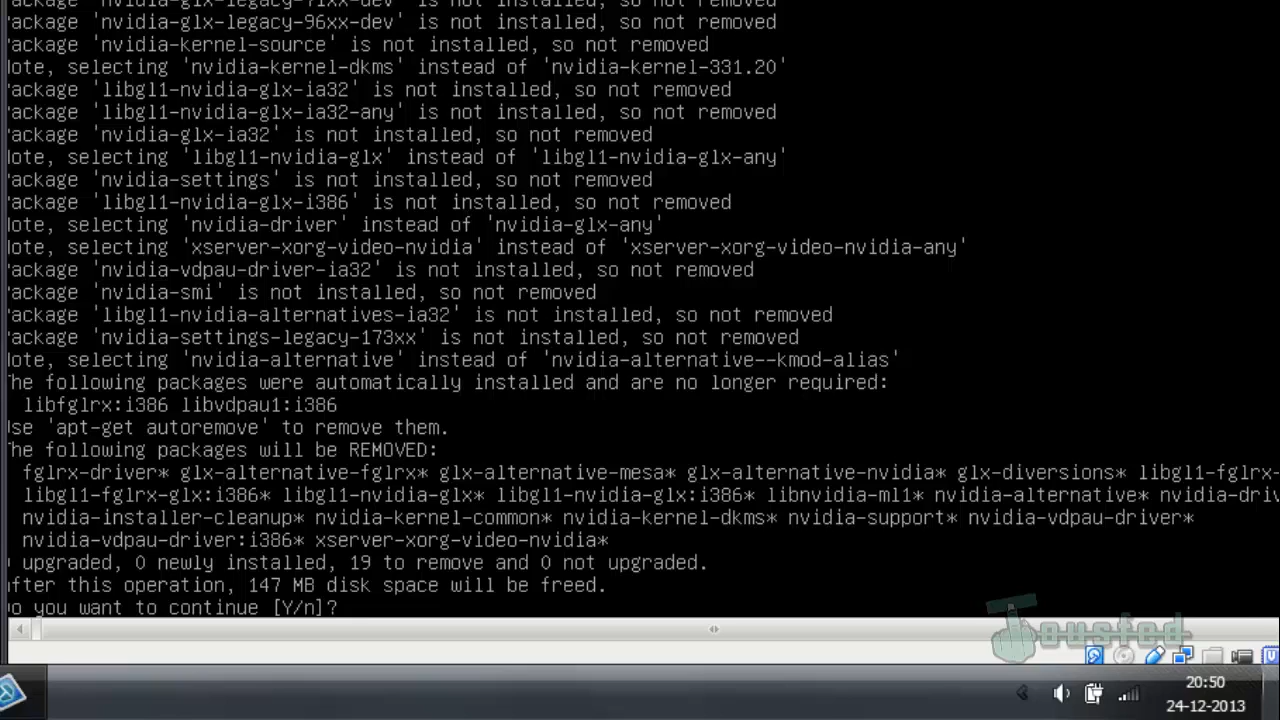 ackage 'nvidia-glx-legacy-71xx-dev' is not installed, so not removed
ackage 'nvidia-glx-legacy-96xx-dev' is not installed, so not removed
ackage 'nvidia-kernel-source' is not installed, so not removed
ote, selecting 'nvidia-kernel-dkms' instead of 'nvidia-kernel-331.20'
ackage 'libgl1-nvidia-glx-ia32' is not installed, so not removed
ackage 'libgl1-nvidia-glx-ia32-any' is not installed, so not removed
ackage 'nvidia-glx-ia32' is not installed, so not removed
ote, selecting 'libgl1-nvidia-glx' instead of 'libgl1-nvidia-glx-any'
ackage 'nvidia-settings' is not installed, so not removed
ackage 'libgl1-nvidia-glx-i386' is not installed, so not removed
ote, selecting 'nvidia-driver' instead of 'nvidia-glx-any'
ote, selecting 'xserver-xorg-video-nvidia' instead of 'xserver-xorg-video-nvidia-any'
ackage 'nvidia-vdpau-driver-ia32' is not installed, so not removed
ackage 'nvidia-smi' is not installed, so not removed
ackage 'libgl1-nvidia-alternatives-ia32' is not installed, so not removed
ackage 'nvidia-settings-legacy-173xx' is not installed, so not removed
ote, selecting 'nvidia-alternative' instead of 'nvidia-alternative--kmod-alias'
he following packages were automatically installed and are no longer required:
libfglrx:i386 libvdpau1:i386
se 'apt-get autoremove' to remove them.
he following packages will be REMOVED:
fglrx-driver* glx-alternative-fglrx* glx-alternative-mesa* glx-alternative-nvidia* glx-diversions* libgl1-fglrx-
libgl1-fglrx-glx:i386* libgl1-nvidia-glx* libgl1-nvidia-glx:i386* libnvidia-ml1* nvidia-alternative* nvidia-driv
nvidia-installer-cleanup* nvidia-kernel-common* nvidia-kernel-dkms* nvidia-support* nvidia-vdpau-driver*
nvidia-vdpau-driver:i386* xserver-xorg-video-nvidia*
upgraded, 0 newly installed, 19 to remove and 0 not upgraded.
fter this operation, 147 MB disk space will be freed.
o you want to continue [Y/n]?
ousted
20:50
24-12-2013